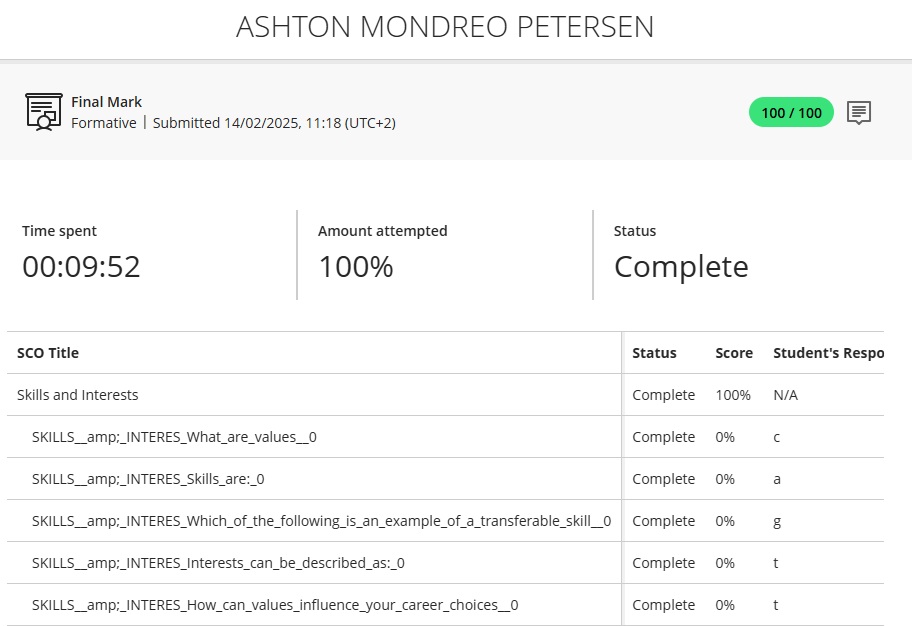 ASHTON MONDREO PETERSEN
Final Mark
Formative | Submitted 14/02/2025, 11:18 (UTC+2)
100 / 100
Time spent
00:09:52
Amount attempted
100%
Status
Complete
SCO Title Status Score Student's Respo
Skills and Interests Complete 100% N/A
SKILLS__amp;_INTERES_What_are_values__0 Complete 0% c
SKILLS__amp;_INTERES_Skills_are:_0 Complete 0% a
SKILLS__amp;_INTERES_Which_of_the_following_is_an_example_of_a_transferable_skill__0 Complete 0% g
SKILLS__amp;_INTERES_Interests_can_be_described_as:_0 Complete 0% t
SKILLS__amp;_INTERES_How_can_values_influence_your_career_choices__0 Complete 0% t